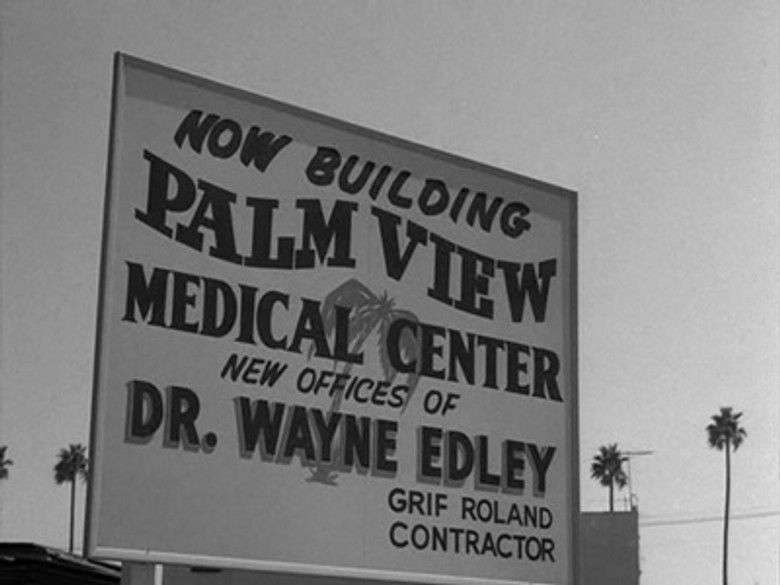 NOW BUILDING
PALM VIEW
MEDICAL CENTER
NEW OFFICES OF
DR. WAYNE EDLEY
GRIF ROLAND
CONTRACTOR